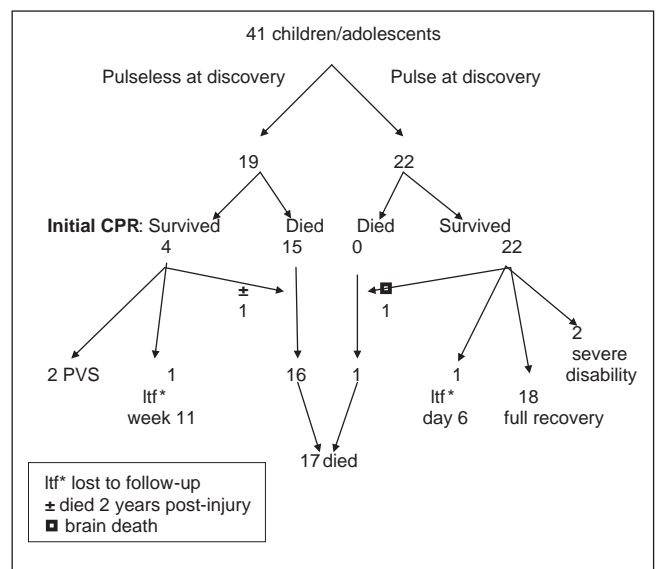 41 children/adolescents
Pulseless at discovery Pulse at discovery
19 22
Initial CPR: Survived Died Died Survived
4 15 0 22
± 1
1
2 PVS 1 16 1 1 18 2
ltf* week 11 ltf* day 6 full recovery severe disability
17 died
ltf* lost to follow-up
± died 2 years post-injury
brain death